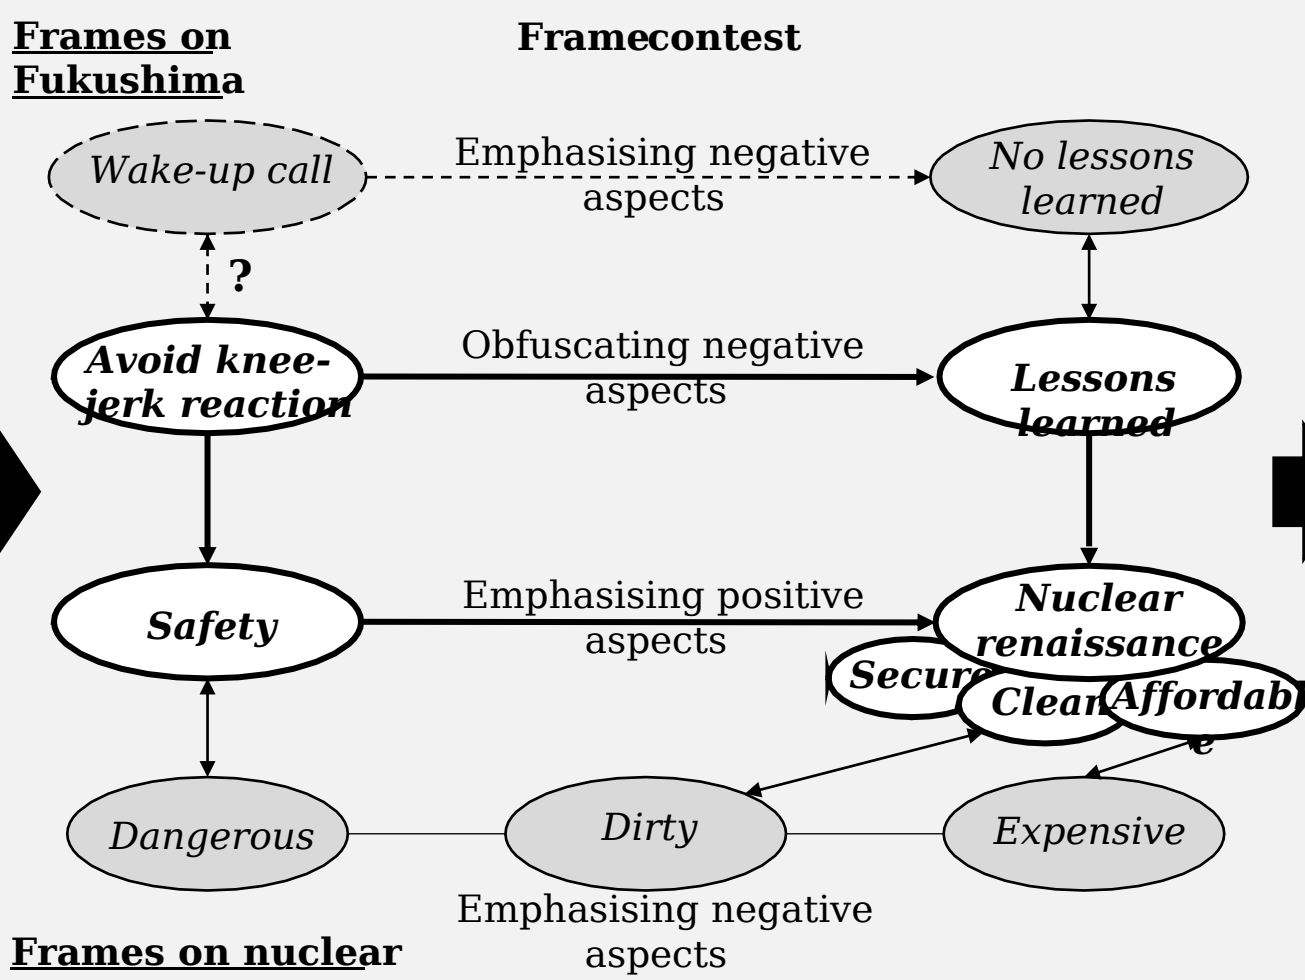 Frames on
Fukushima
Framecontest
Wake-up call
Emphasising negative
aspects
No lessons
learned
?
Avoid knee-
jerk reaction
Obfuscating negative
aspects
Lessons
learned
Safety
Emphasising positive
aspects
Nuclear
renaissance
Secure
Clean
Affordabl
e
Dangerous
Dirty
Expensive
Emphasising negative
aspects
Frames on nuclear